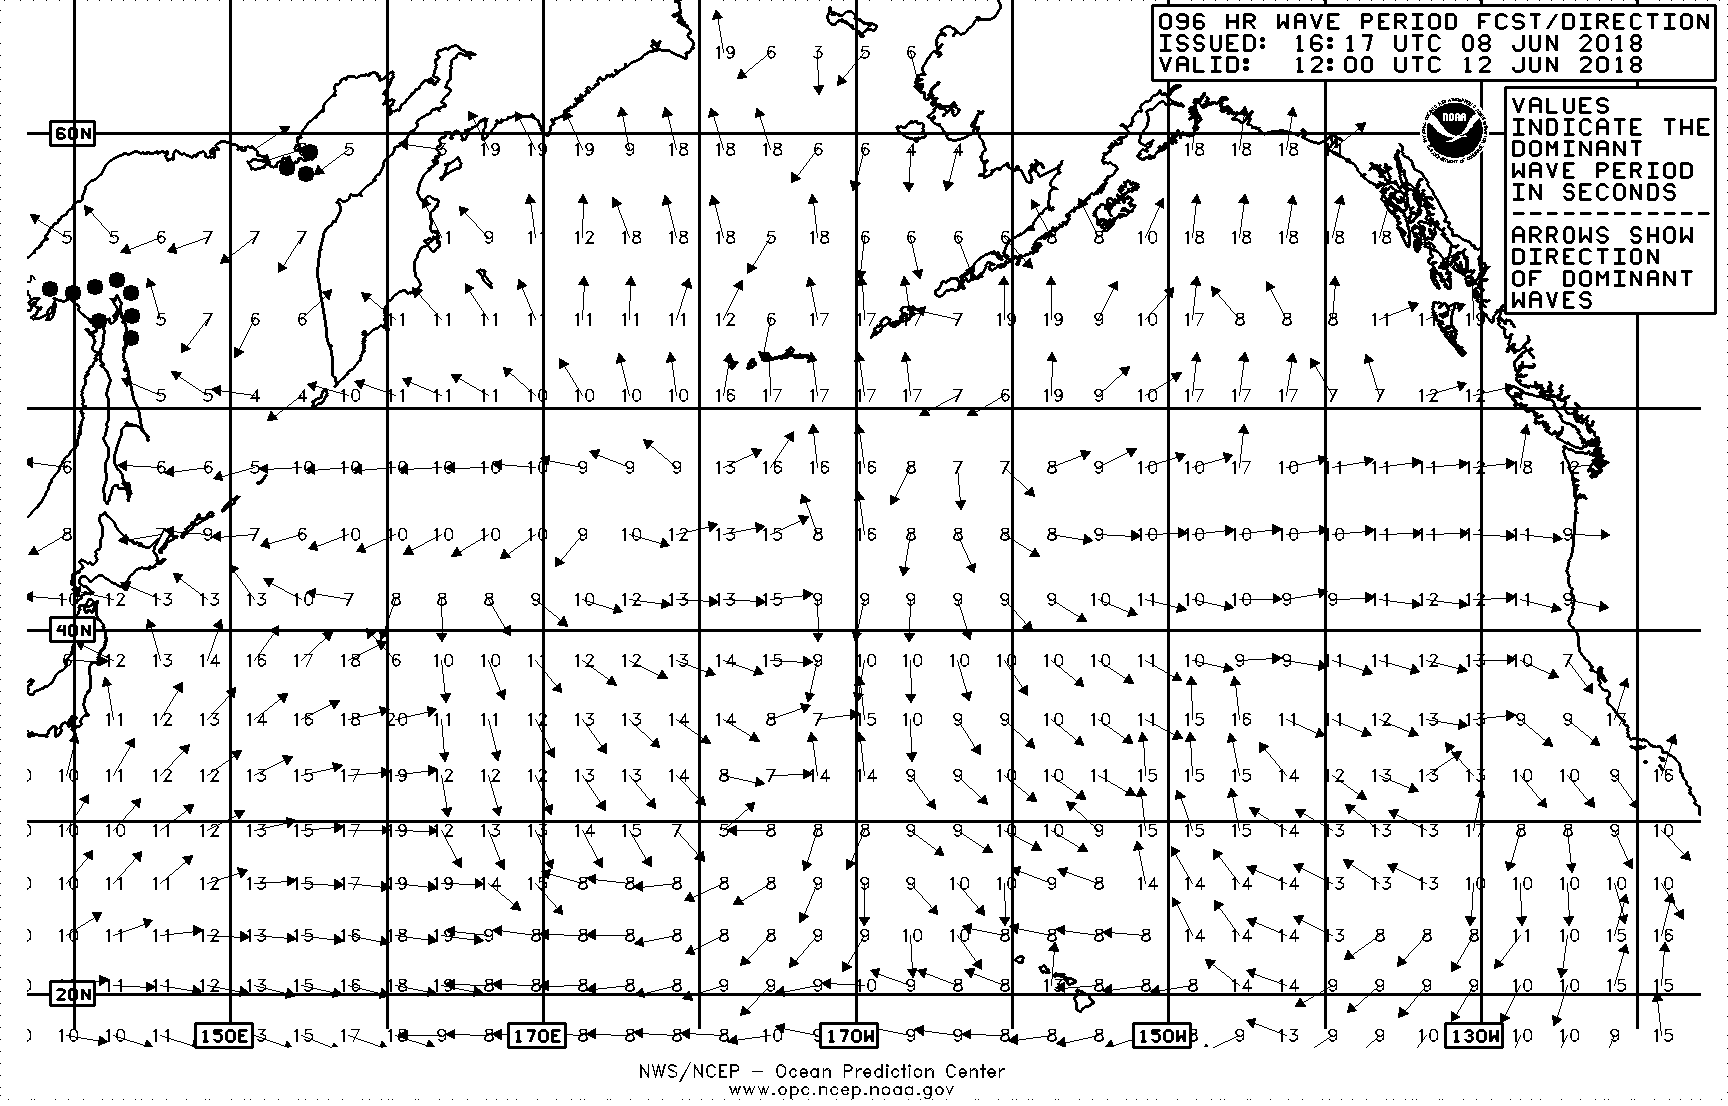 096 HR WAVE PERIOD FCST/DIRECTION
ISSUED: 16:17 UTC 08 JUN 2018
VALID: 12:00 UTC 12 JUN 2018
VALUES
INDICATE THE
DOMINANT
WAVE PERIOD
IN SECONDS
------------
ARROWS SHOW
DIRECTION
OF DOMINANT
WAVES
NOAA
19 6 3 5 6
60N
5 19 19 19 9 18 18 18 6 6 4 4 18 18 18
5 5 6 7 7 7 9 11 12 18 18 18 5 18 6 6 6 6 8 8 10 18 18 18 18 18
5 7 6 6 11 11 11 11 11 11 11 12 6 17 17 17 7 19 19 9 10 17 8 8 8 11 11 19
5 5 4 4 10 11 11 11 10 10 10 10 16 17 17 17 17 7 6 19 9 10 17 17 17 7 7 12 12
6 6 6 5 10 10 10 10 10 10 9 9 9 13 16 16 16 8 7 7 8 9 10 10 17 10 11 11 11 12 18 12
8 7 9 7 6 10 10 10 10 10 9 10 12 13 15 8 16 8 8 8 8 9 10 10 10 10 10 11 11 11 11 9
10 12 13 13 13 10 7 8 8 8 9 10 12 13 13 15 9 9 9 9 9 9 10 11 10 10 9 9 11 12 12 11 9
40N
6 12 13 14 16 17 18 6 10 10 11 12 12 13 14 15 9 10 10 10 10 10 10 11 10 9 9 11 11 12 13 10 7
11 12 13 14 16 18 20 11 11 12 13 13 14 14 8 7 15 10 9 9 10 10 11 15 16 11 11 12 13 13 9 9 17
10 11 12 12 13 15 17 19 12 12 12 13 13 14 8 7 14 14 9 9 10 10 11 15 15 15 14 12 13 13 13 10 10 9 16
10 10 11 12 13 15 17 19 12 13 13 14 15 7 5 8 8 8 9 9 10 10 9 15 15 15 14 13 13 13 17 8 8 9 10
10 11 11 12 13 15 17 19 19 14 15 8 8 8 8 8 9 9 9 10 10 9 8 14 14 14 14 13 13 13 10 10 10 10 10
10 11 11 12 13 15 16 18 19 9 8 8 8 8 8 8 9 9 10 10 8 8 8 8 14 14 14 13 8 8 8 11 10 15 16
20N
11 11 12 13 15 16 18 19 8 8 8 8 8 9 9 9 10 9 8 8 8 8 8 14 14 9 9 9 9 10 10 15 15
10 10 11 150E 13 15 17 18 9 8 170E 8 8 8 8 10 170W 9 9 8 8 8 8 150W 9 13 9 9 10 130W 10 10 9 15
NWS/NCEP – Ocean Prediction Center
www.opc.ncep.noaa.gov